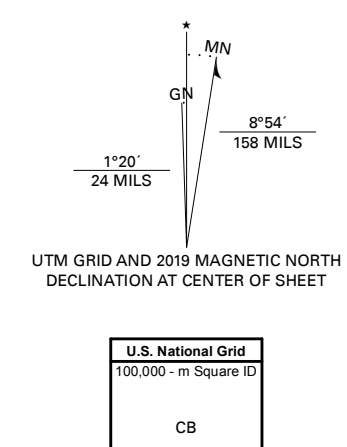 ★
MN
GN
8°54´
158 MILS
1°20´
24 MILS
UTM GRID AND 2019 MAGNETIC NORTH
DECLINATION AT CENTER OF SHEET
U.S. National Grid
100,000 - m Square ID
CB